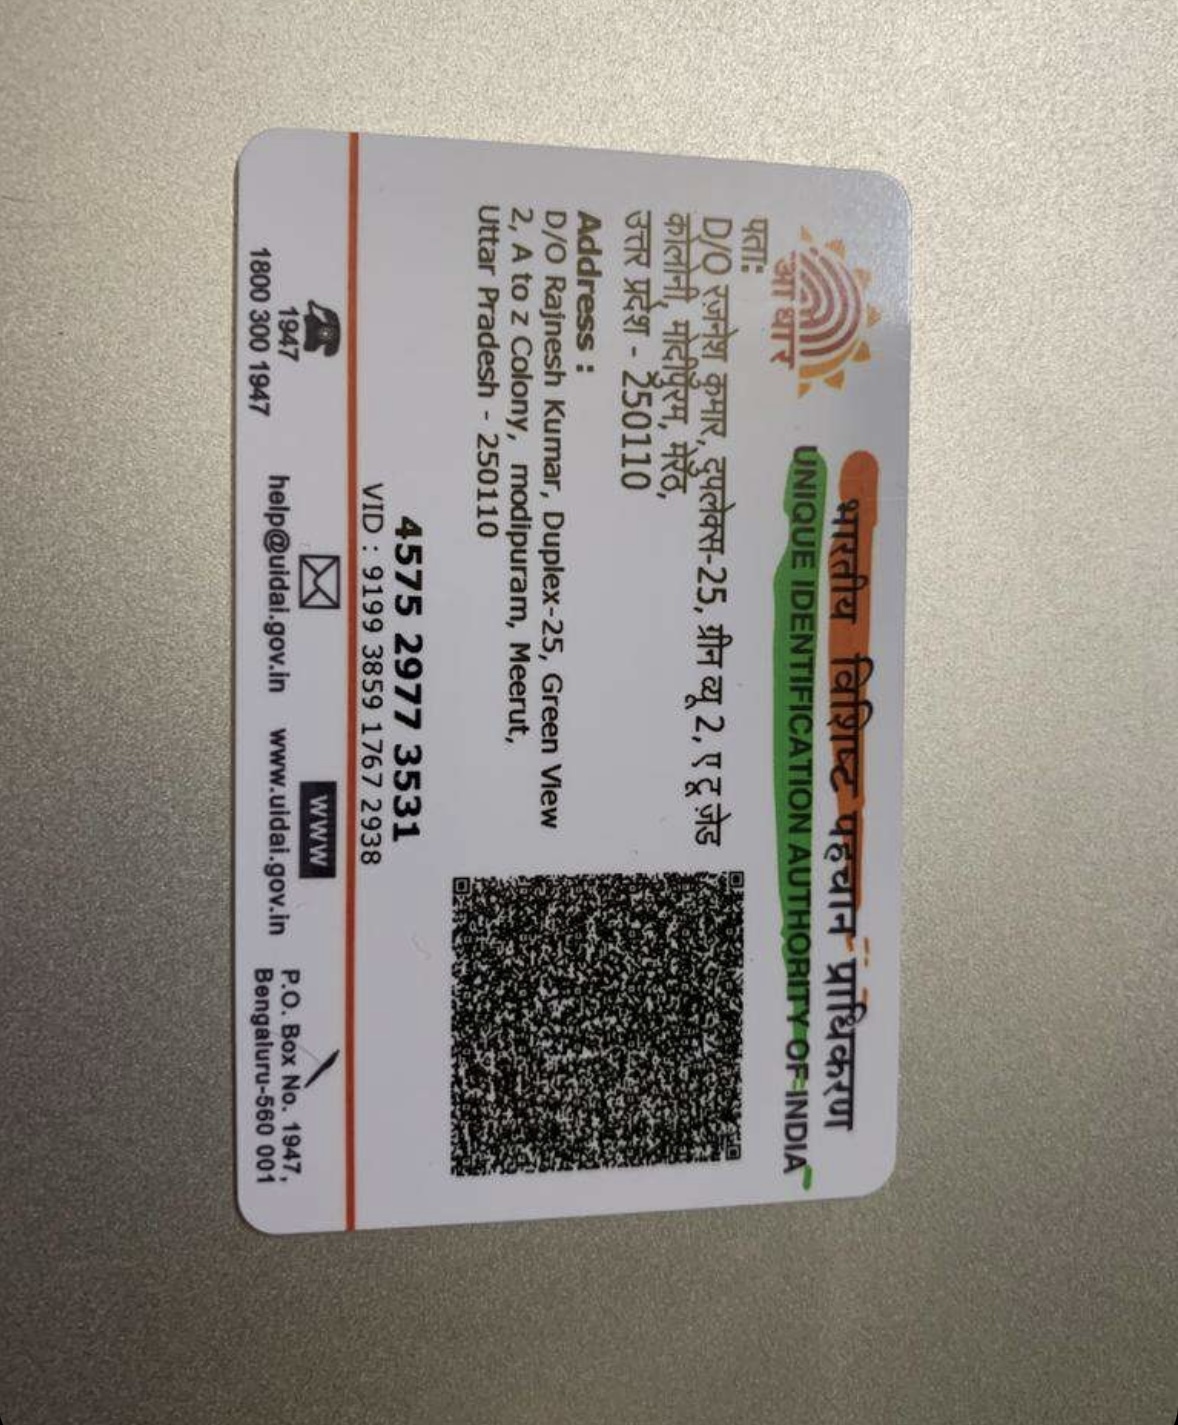 आधार
भारतीय विशिष्ट पहचान प्राधिकरण
UNIQUE IDENTIFICATION AUTHORITY OF INDIA
पता:
D/O रजनेश कुमार, दुपलेक्स-25, ग्रीन व्यू 2, ए टू ज़ेड
कोलोनी, मोदीपुरम, मेरठ,
उत्तर प्रदेश - 250110
Address :
D/O Rajnesh Kumar, Duplex-25, Green View
2, A to z Colony, modipuram, Meerut,
Uttar Pradesh - 250110
4575 2977 3531
VID : 9199 3859 1767 2938
1947
1800 300 1947
help@uidai.gov.in
www
www.uidai.gov.in
P.O. Box No. 1947,
Bengaluru-560 001